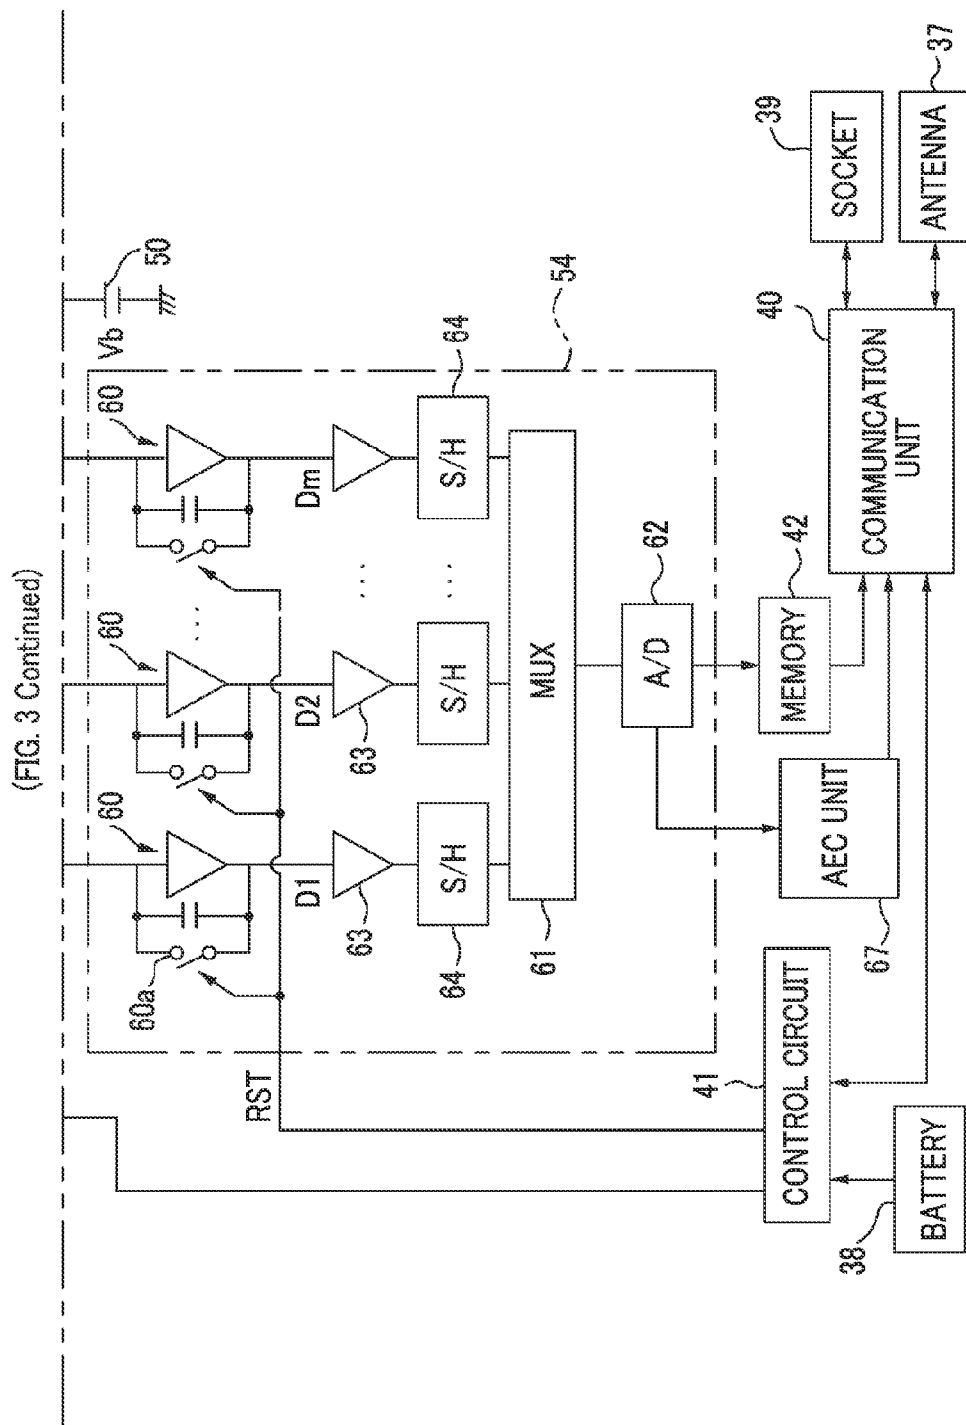 (FIG. 3 Continued)
Vb
50
60
60
60
60a
...
RST
D1
D2
Dm
63
63
...
54
S/H
S/H
S/H
64
64
...
MUX
61
A/D
62
MEMORY
42
AEC UNIT
67
CONTROL CIRCUIT
41
BATTERY
38
COMMUNICATION
UNIT
40
SOCKET
39
ANTENNA
37